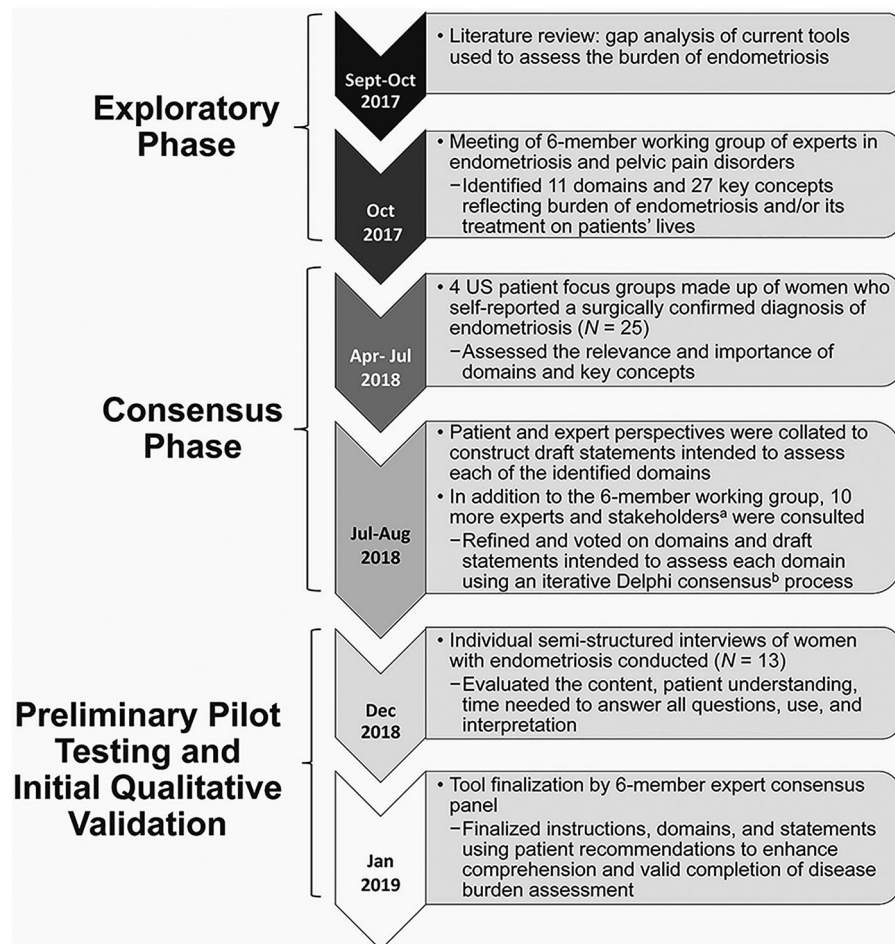 Exploratory
Phase
Sept-Oct
2017
• Literature review: gap analysis of current tools
used to assess the burden of endometriosis
Oct
2017
• Meeting of 6-member working group of experts in
endometriosis and pelvic pain disorders
−Identified 11 domains and 27 key concepts
reflecting burden of endometriosis and/or its
treatment on patients' lives
Consensus
Phase
Apr- Jul
2018
• 4 US patient focus groups made up of women who
self-reported a surgically confirmed diagnosis of
endometriosis (N = 25)
−Assessed the relevance and importance of
domains and key concepts
Jul-Aug
2018
• Patient and expert perspectives were collated to
construct draft statements intended to assess
each of the identified domains
• In addition to the 6-member working group, 10
more experts and stakeholdersᵃ were consulted
−Refined and voted on domains and draft
statements intended to assess each domain
using an iterative Delphi consensusᵇ process
Preliminary Pilot
Testing and
Initial Qualitative
Validation
Dec
2018
• Individual semi-structured interviews of women
with endometriosis conducted (N = 13)
−Evaluated the content, patient understanding,
time needed to answer all questions, use, and
interpretation
Jan
2019
• Tool finalization by 6-member expert consensus
panel
−Finalized instructions, domains, and statements
using patient recommendations to enhance
comprehension and valid completion of disease
burden assessment